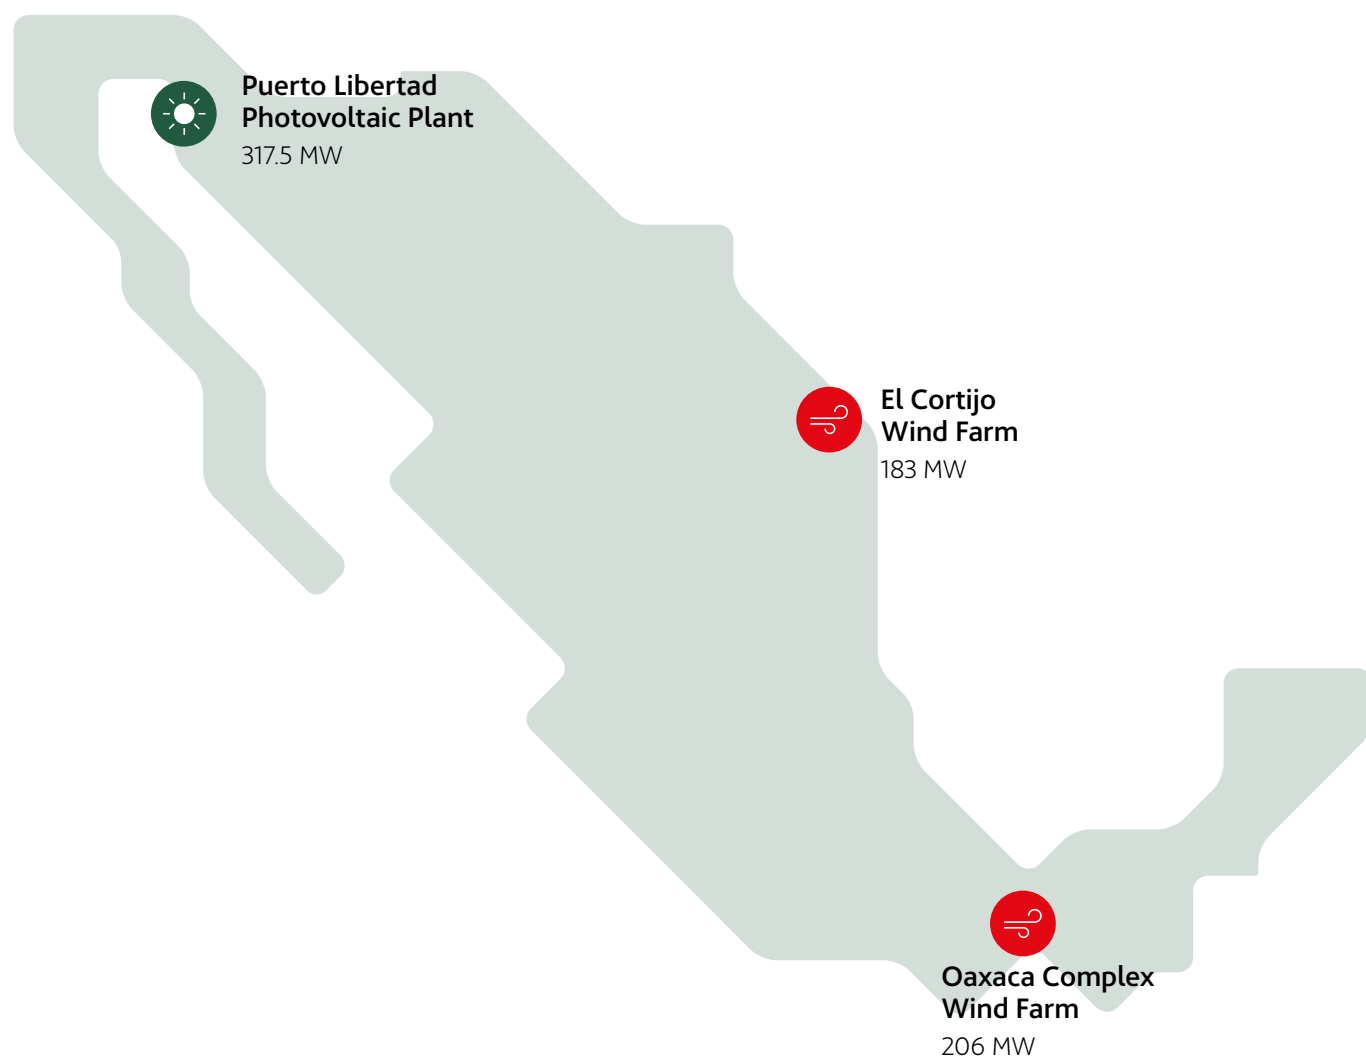 Puerto Libertad
Photovoltaic Plant
317.5 MW
El Cortijo
Wind Farm
183 MW
Oaxaca Complex
Wind Farm
206 MW